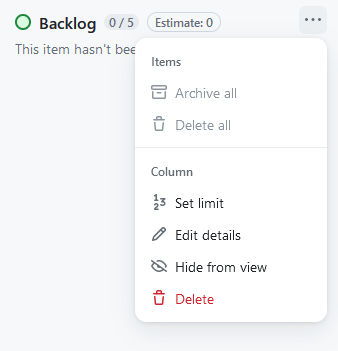 Backlog 0 / 5 Estimate: 0
This item hasn't
Items
Archive all
Delete all
Column
Set limit
Edit details
Hide from view
Delete